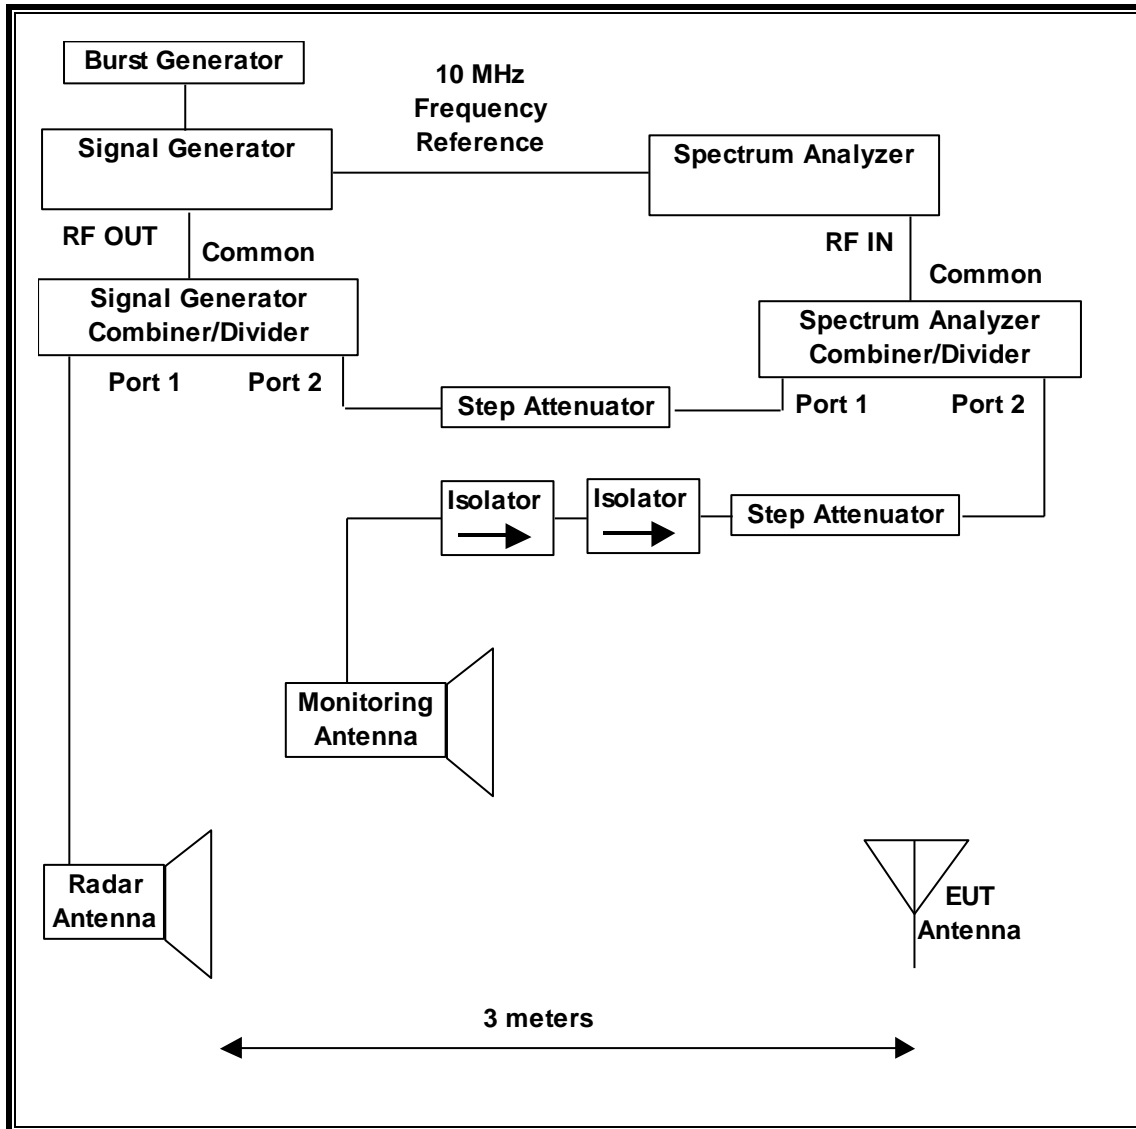 Burst Generator
10 MHz
Frequency
Reference
Signal Generator
Spectrum Analyzer
RF OUT
Common
RF IN
Common
Signal Generator
Combiner/Divider
Spectrum Analyzer
Combiner/Divider
Port 1
Port 2
Step Attenuator
Port 1
Port 2
Isolator
Isolator
Step Attenuator
Monitoring
Antenna
Radar
Antenna
EUT
Antenna
3 meters